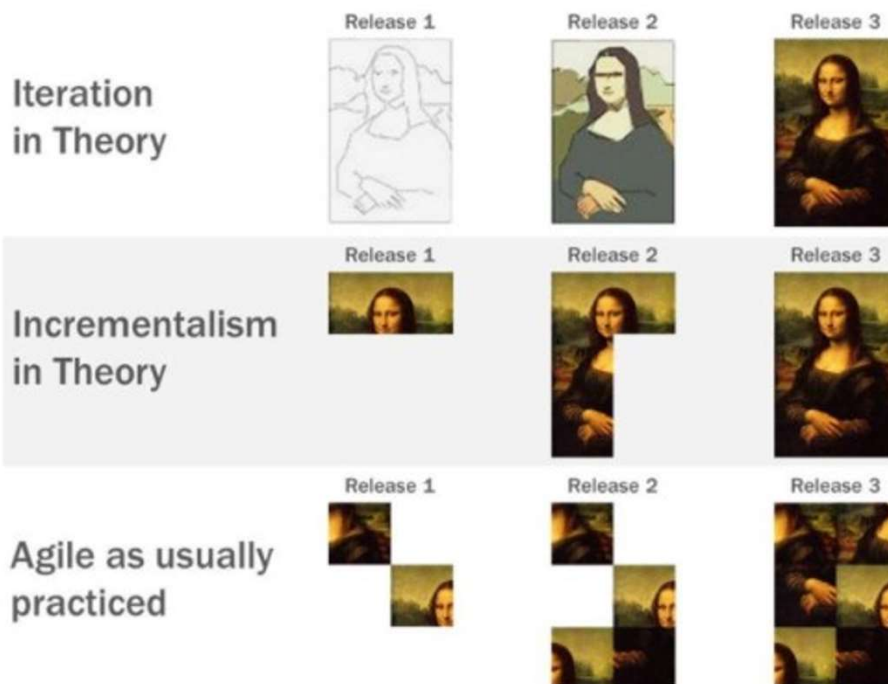 Release 1
Release 2
Release 3
Iteration
in Theory
Release 1
Release 2
Release 3
Incrementalism
in Theory
Release 1
Release 2
Release 3
Agile as usually
practiced